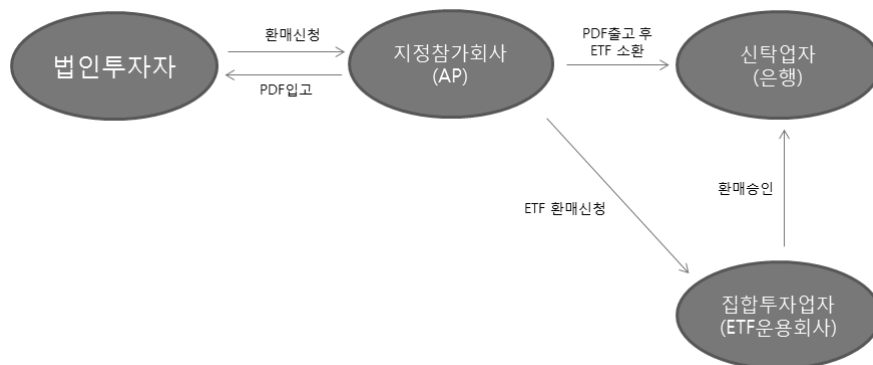 환매신청
PDF출고 후
ETF 소환
법인투자자
지정참가회사
(AP)
신탁업자
(은행)
PDF입고
환매승인
ETF 환매신청
집합투자업자
(ETF운용회사)